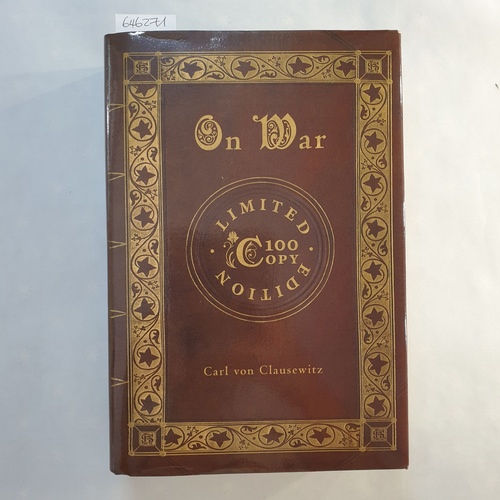 646271
On War
LIMITED
100
COPY
EDITION
Carl von Clausewitz